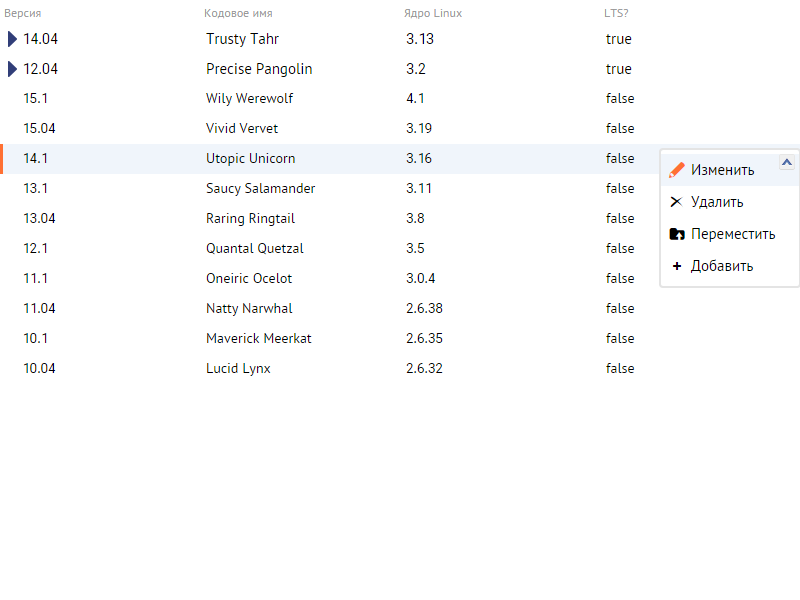 Версия Кодовое имя Ядро Linux LTS?
14.04 Trusty Tahr 3.13 true
12.04 Precise Pangolin 3.2 true
15.1 Wily Werewolf 4.1 false
15.04 Vivid Vervet 3.19 false
14.1 Utopic Unicorn 3.16 false
13.1 Saucy Salamander 3.11 false
13.04 Raring Ringtail 3.8 false
12.1 Quantal Quetzal 3.5 false
11.1 Oneiric Ocelot 3.0.4 false
11.04 Natty Narwhal 2.6.38 false
10.1 Maverick Meerkat 2.6.35 false
10.04 Lucid Lynx 2.6.32 false
Изменить
Удалить
Переместить
Добавить